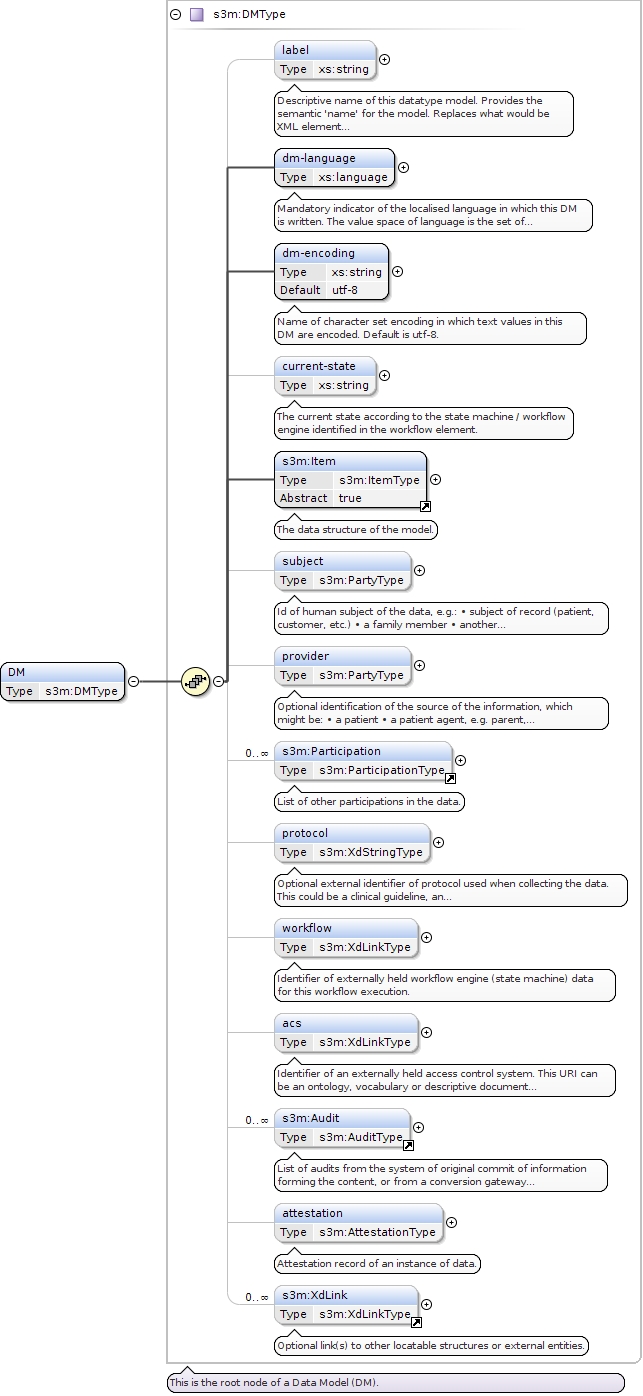 s3m:DMType
label
Type xs:string
Descriptive name of this datatype model. Provides the
semantic 'name' for the model. Replaces what would be
XML element...
dm-language
Type xs:language
Mandatory indicator of the localised language in which this DM
is written. The value space of language is the set of...
dm-encoding
Type xs:string
Default utf-8
Name of character set encoding in which text values in this
DM are encoded. Default is utf-8.
current-state
Type xs:string
The current state according to the state machine / workflow
engine identified in the workflow element.
s3m:Item
Type s3m:ItemType
Abstract true
The data structure of the model.
subject
Type s3m:PartyType
Id of human subject of the data, e.g.: • subject of record (patient,
customer, etc.) • a family member • another...
DM
Type s3m:DMType
provider
Type s3m:PartyType
Optional identification of the source of the information, which
might be: • a patient • a patient agent, e.g. parent,...
0..∞
s3m:Participation
Type s3m:ParticipationType
List of other participations in the data.
protocol
Type s3m:XdStringType
Optional external identifier of protocol used when collecting the data.
This could be a clinical guideline, an...
workflow
Type s3m:XdLinkType
Identifier of externally held workflow engine (state machine) data
for this workflow execution.
acs
Type s3m:XdLinkType
Identifier of an externally held access control system. This URI can
be an ontology, vocabulary or descriptive document...
0..∞
s3m:Audit
Type s3m:AuditType
List of audits from the system of original commit of information
forming the content, or from a conversion gateway...
attestation
Type s3m:AttestationType
Attestation record of an instance of data.
0..∞
s3m:XdLink
Type s3m:XdLinkType
Optional link(s) to other locatable structures or external entities.
This is the root node of a Data Model (DM).